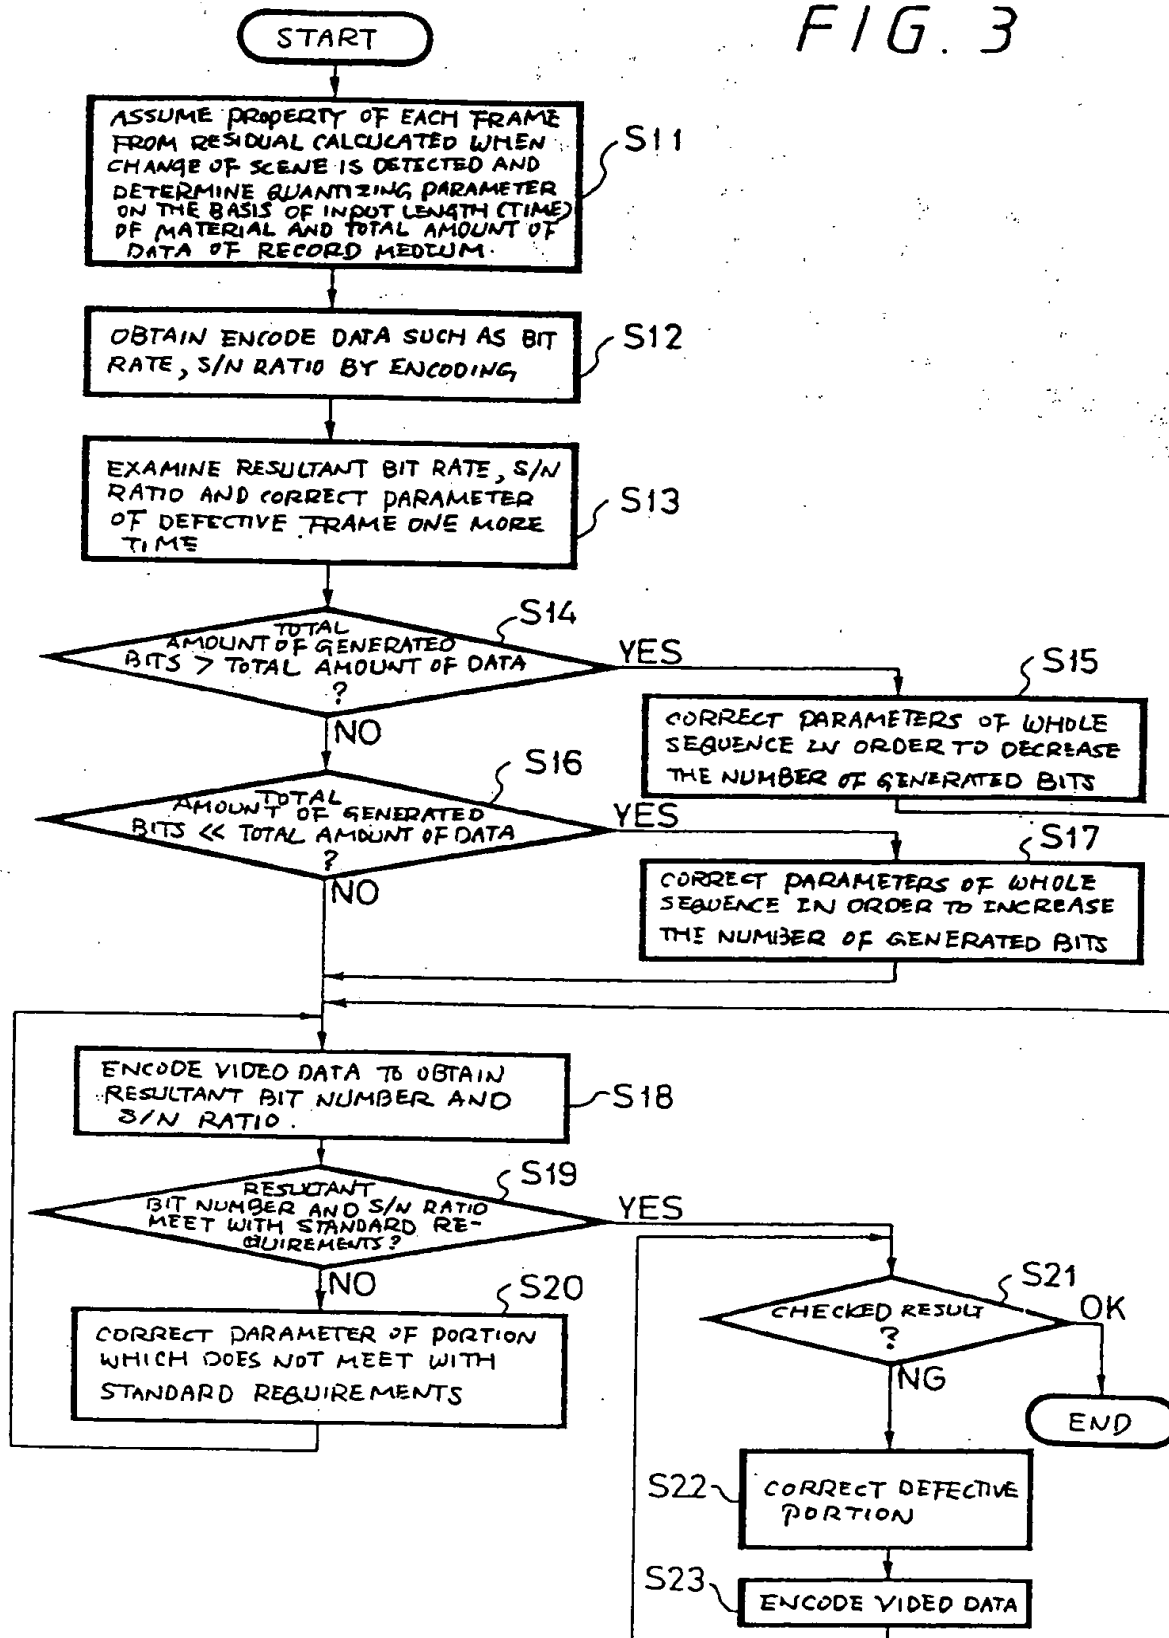 FIG. 3
START
ASSUME PROPERTY OF EACH FRAME
FROM RESIDUAL CALCULATED WHEN
CHANGE OF SCENE IS DETECTED AND
DETERMINE QUANTIZING PARAMETER
ON THE BASIS OF INPUT LENGTH (TIME)
OF MATERIAL AND TOTAL AMOUNT OF
DATA OF RECORD MEDIUM.
S11
OBTAIN ENCODE DATA SUCH AS BIT
RATE, S/N RATIO BY ENCODING
S12
EXAMINE RESULTANT BIT RATE, S/N
RATIO AND CORRECT PARAMETER
OF DEFECTIVE FRAME ONE MORE
TIME
S13
TOTAL
AMOUNT OF GENERATED
BITS > TOTAL AMOUNT OF DATA
?
S14
YES
NO
S15
CORRECT PARAMETERS OF WHOLE
SEQUENCE IN ORDER TO DECREASE
THE NUMBER OF GENERATED BITS
TOTAL
AMOUNT OF GENERATED
BITS << TOTAL AMOUNT OF DATA
?
S16
YES
NO
S17
CORRECT PARAMETERS OF WHOLE
SEQUENCE IN ORDER TO INCREASE
THE NUMBER OF GENERATED BITS
ENCODE VIDEO DATA TO OBTAIN
RESULTANT BIT NUMBER AND
S/N RATIO.
S18
RESULTANT
BIT NUMBER AND S/N RATIO
MEET WITH STANDARD RE-
QUIREMENTS?
S19
YES
NO
S20
CORRECT PARAMETER OF PORTION
WHICH DOES NOT MEET WITH
STANDARD REQUIREMENTS
CHECKED RESULT
?
S21
OK
NG
END
S22
CORRECT DEFECTIVE
PORTION
S23
ENCODE VIDEO DATA